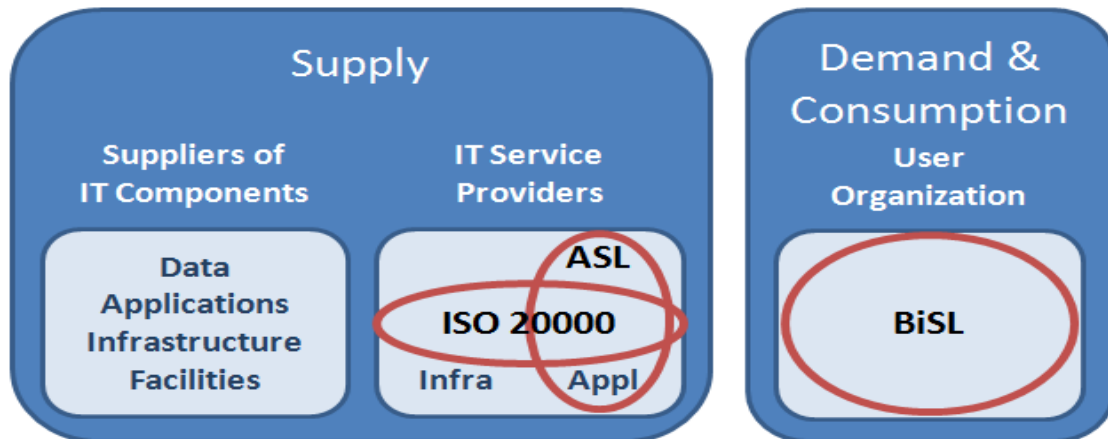 Supply
Suppliers of
IT Components
Data
Applications
Infrastructure
Facilities
IT Service
Providers
ASL
ISO 20000
Infra Appl
Demand &
Consumption
User
Organization
BiSL